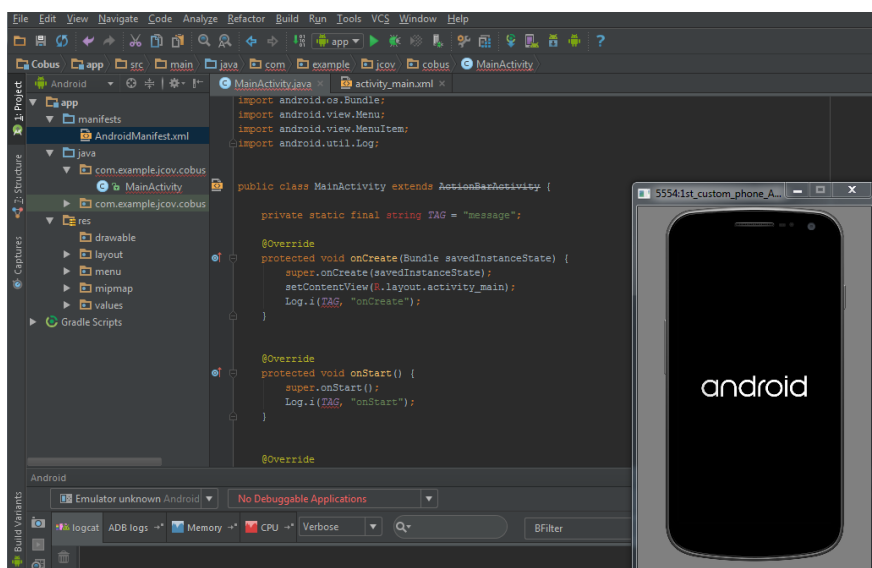 File Edit View Navigate Code Analyze Refactor Build Run Tools VCS Window Help
app
?
Cobus app src main java com example jcov cobus MainActivity
Android
MainActivity.java × activity_main.xml ×
1: Project
Z: Structure
Captures
Build Variants
app
manifests
AndroidManifest.xml
java
com.example.jcov.cobus
MainActivity
com.example.jcov.cobus
res
drawable
layout
menu
mipmap
values
Gradle Scripts
import android.os.Bundle;
import android.view.Menu;
import android.view.MenuItem;
import android.util.Log;
public class MainActivity extends ActionBarActivity {
private static final string TAG = "message";
@Override
protected void onCreate(Bundle savedInstanceState) {
super.onCreate(savedInstanceState);
setContentView(R.layout.activity_main);
Log.i(TAG, "onCreate");
}
@Override
protected void onStart() {
super.onStart();
Log.i(TAG, "onStart");
}
@Override
5554:1st_custom_phone_A...
android
Android
Emulator unknown Android
No Debuggable Applications
logcat ADB logs Memory CPU Verbose BFilter